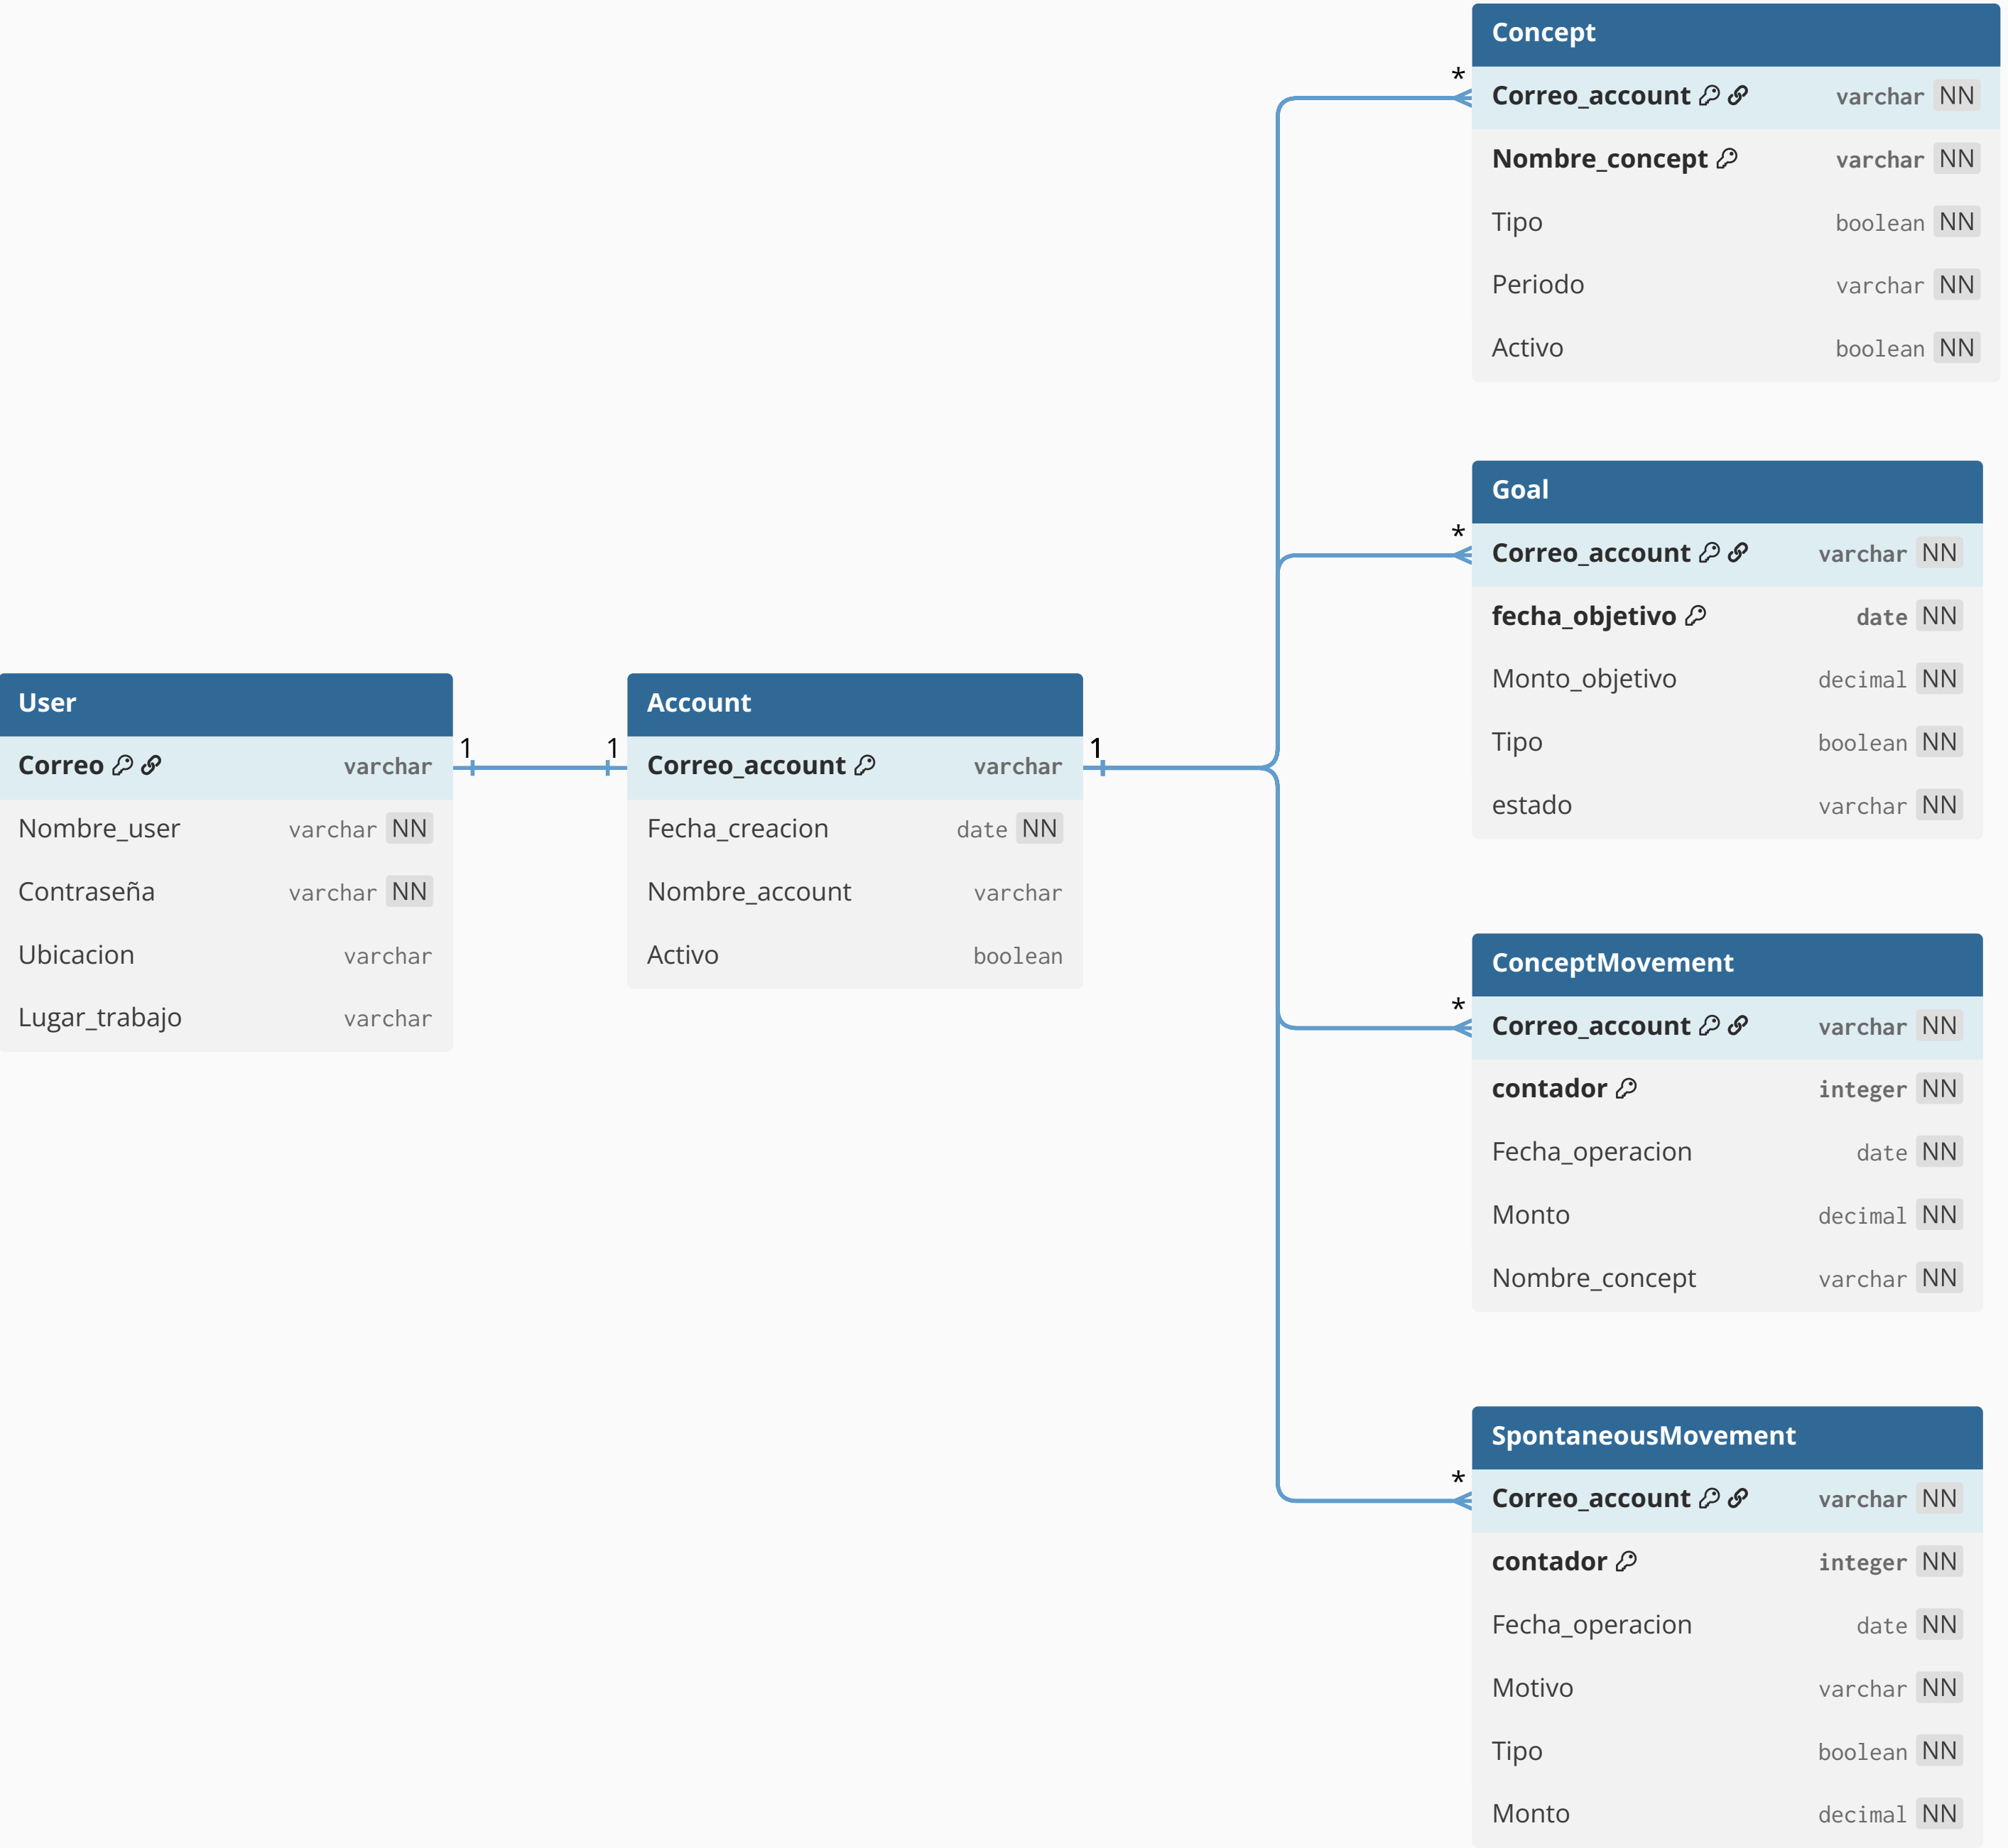 User
Correo varchar
Nombre_user varchar NN
Contraseña varchar NN
Ubicacion varchar
Lugar_trabajo varchar
1 1
Account
Correo_account varchar
Fecha_creacion date NN
Nombre_account varchar
Activo boolean
1
*
Concept
Correo_account varchar NN
Nombre_concept varchar NN
Tipo boolean NN
Periodo varchar NN
Activo boolean NN
*
Goal
Correo_account varchar NN
fecha_objetivo date NN
Monto_objetivo decimal NN
Tipo boolean NN
estado varchar NN
*
ConceptMovement
Correo_account varchar NN
contador integer NN
Fecha_operacion date NN
Monto decimal NN
Nombre_concept varchar NN
*
SpontaneousMovement
Correo_account varchar NN
contador integer NN
Fecha_operacion date NN
Motivo varchar NN
Tipo boolean NN
Monto decimal NN